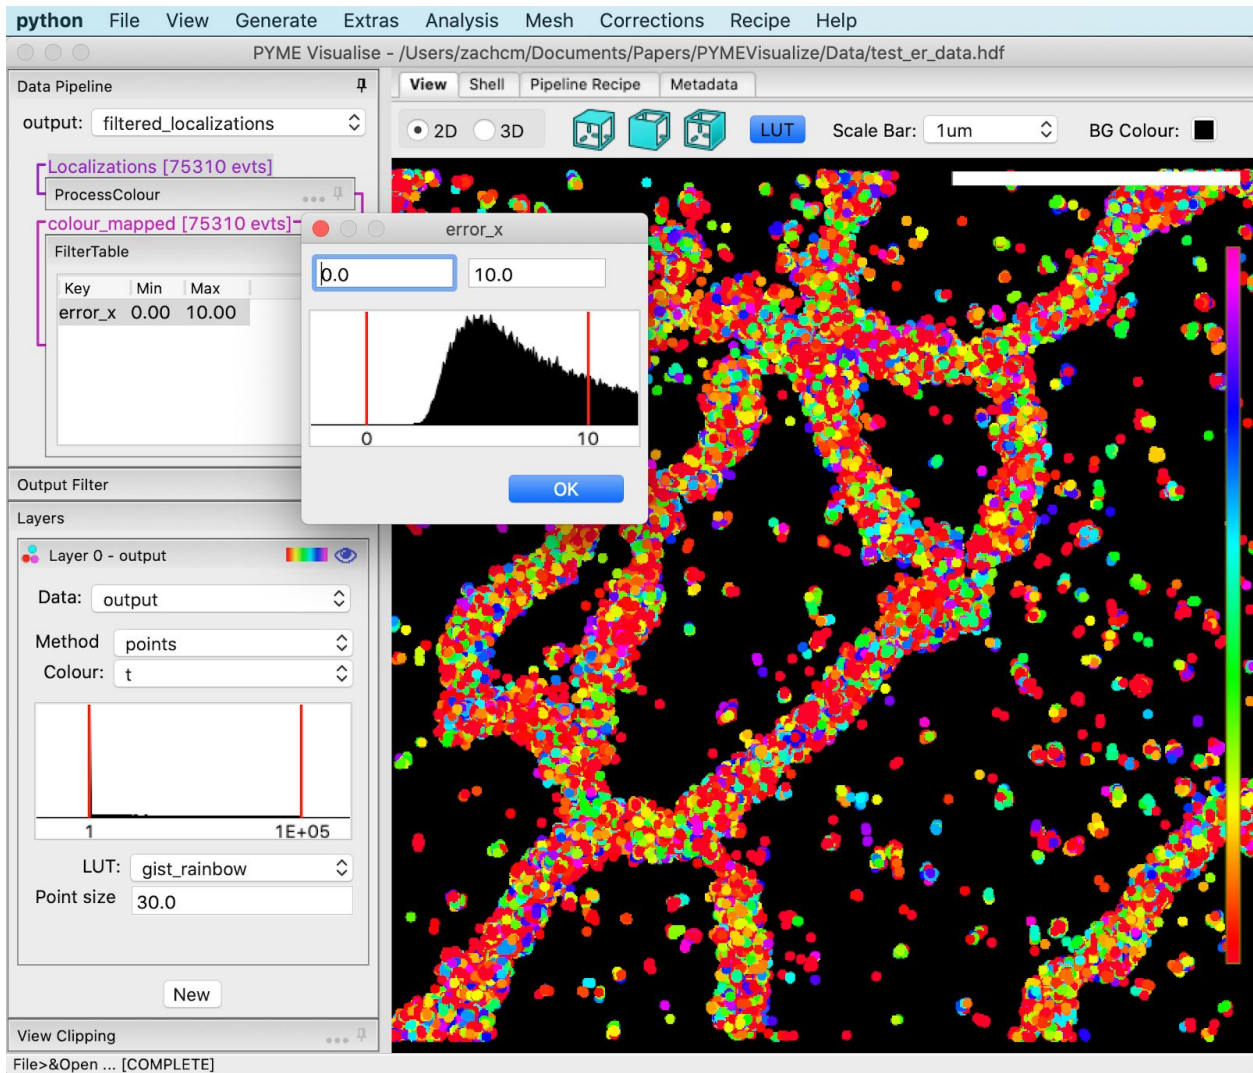 python File View Generate Extras Analysis Mesh Corrections Recipe Help
PYME Visualise - /Users/zachcm/Documents/Papers/PYMEVisualize/Data/test_er_data.hdf
Data Pipeline
View Shell Pipeline Recipe Metadata
output: filtered_localizations
2D 3D LUT Scale Bar: 1um BG Colour:
Localizations [75310 evts]
ProcessColour
colour_mapped [75310 evts]
error_x
FilterTable
0.0 10.0
Key Min Max
error_x 0.00 10.00
0 10
OK
Output Filter
Layers
Layer 0 - output
Data: output
Method points
Colour: t
1 1E+05
LUT: gist_rainbow
Point size 30.0
New
View Clipping
File>&Open ... [COMPLETE]